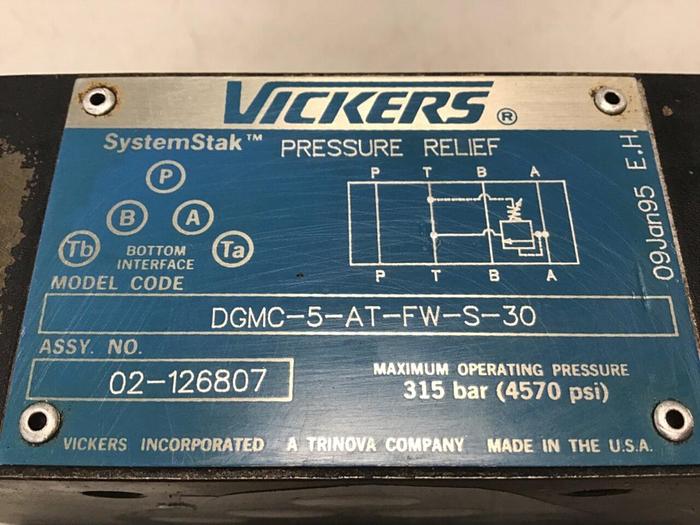 VICKERS®
SystemStak™ PRESSURE RELIEF
P T B A
P
B A
Tb BOTTOM INTERFACE Ta
P T B A
09Jan95 E.H.
MODEL CODE
DGMC-5-AT-FW-S-30
ASSY. NO.
02-126807
MAXIMUM OPERATING PRESSURE
315 bar (4570 psi)
VICKERS INCORPORATED A TRINOVA COMPANY MADE IN THE U.S.A.